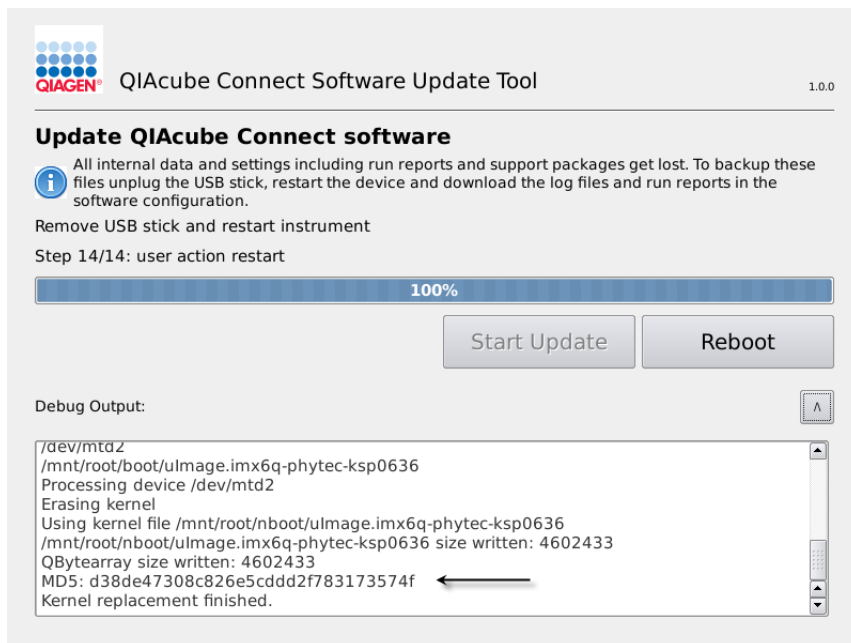 QIAGEN®
QIAcube Connect Software Update Tool
1.0.0
Update QIAcube Connect software
All internal data and settings including run reports and support packages get lost. To backup these
files unplug the USB stick, restart the device and download the log files and run reports in the
software configuration.
Remove USB stick and restart instrument
Step 14/14: user action restart
100%
Start Update
Reboot
Debug Output:
/dev/mtd2
/mnt/root/boot/uImage.imx6q-phytec-ksp0636
Processing device /dev/mtd2
Erasing kernel
Using kernel file /mnt/root/nboot/uImage.imx6q-phytec-ksp0636
/mnt/root/nboot/uImage.imx6q-phytec-ksp0636 size written: 4602433
QBytearray size written: 4602433
MD5: d38de47308c826e5cddd2f783173574f
Kernel replacement finished.